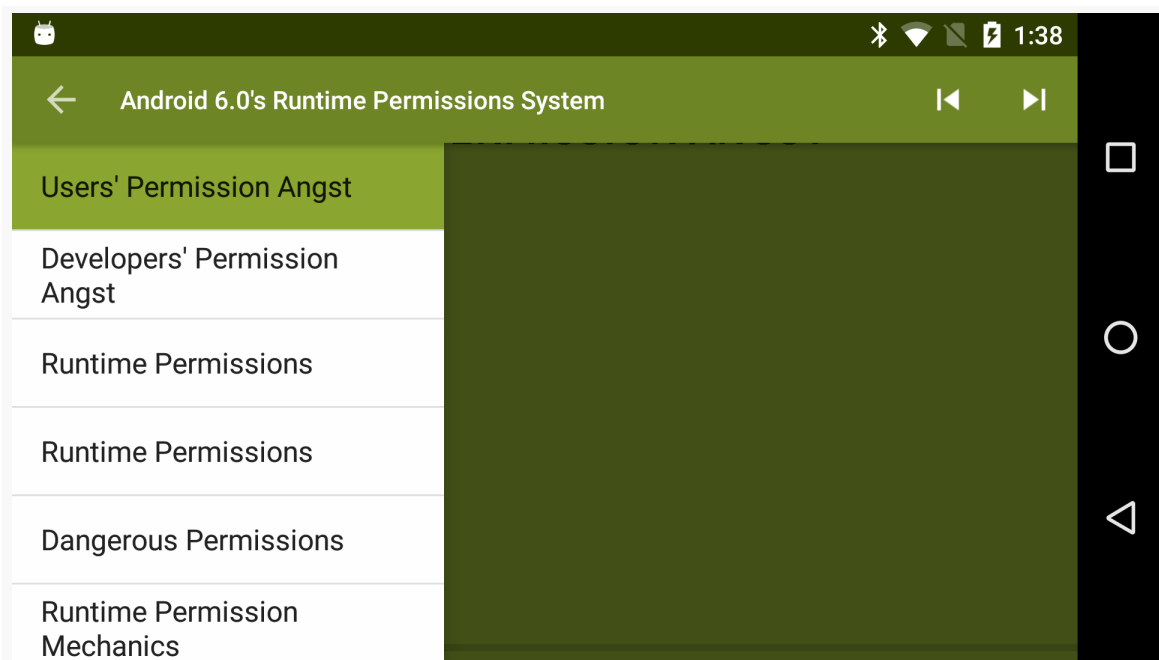 1:38
Android 6.0's Runtime Permissions System
Users' Permission Angst
Developers' Permission
Angst
Runtime Permissions
Runtime Permissions
Dangerous Permissions
Runtime Permission
Mechanics